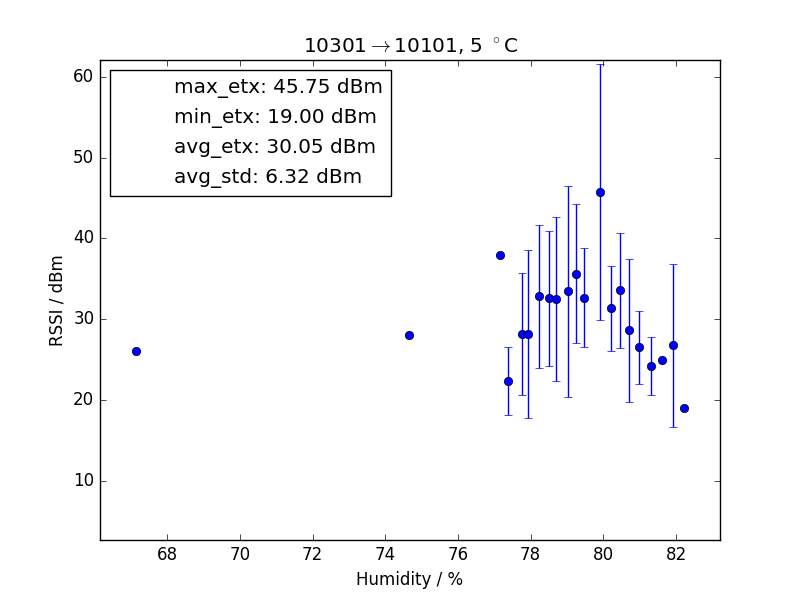 10301→10101, 5 °C
max_etx: 45.75 dBm
min_etx: 19.00 dBm
avg_etx: 30.05 dBm
avg_std: 6.32 dBm
60
50
40
30
20
10
RSSI / dBm
68 70 72 74 76 78 80 82
Humidity / %